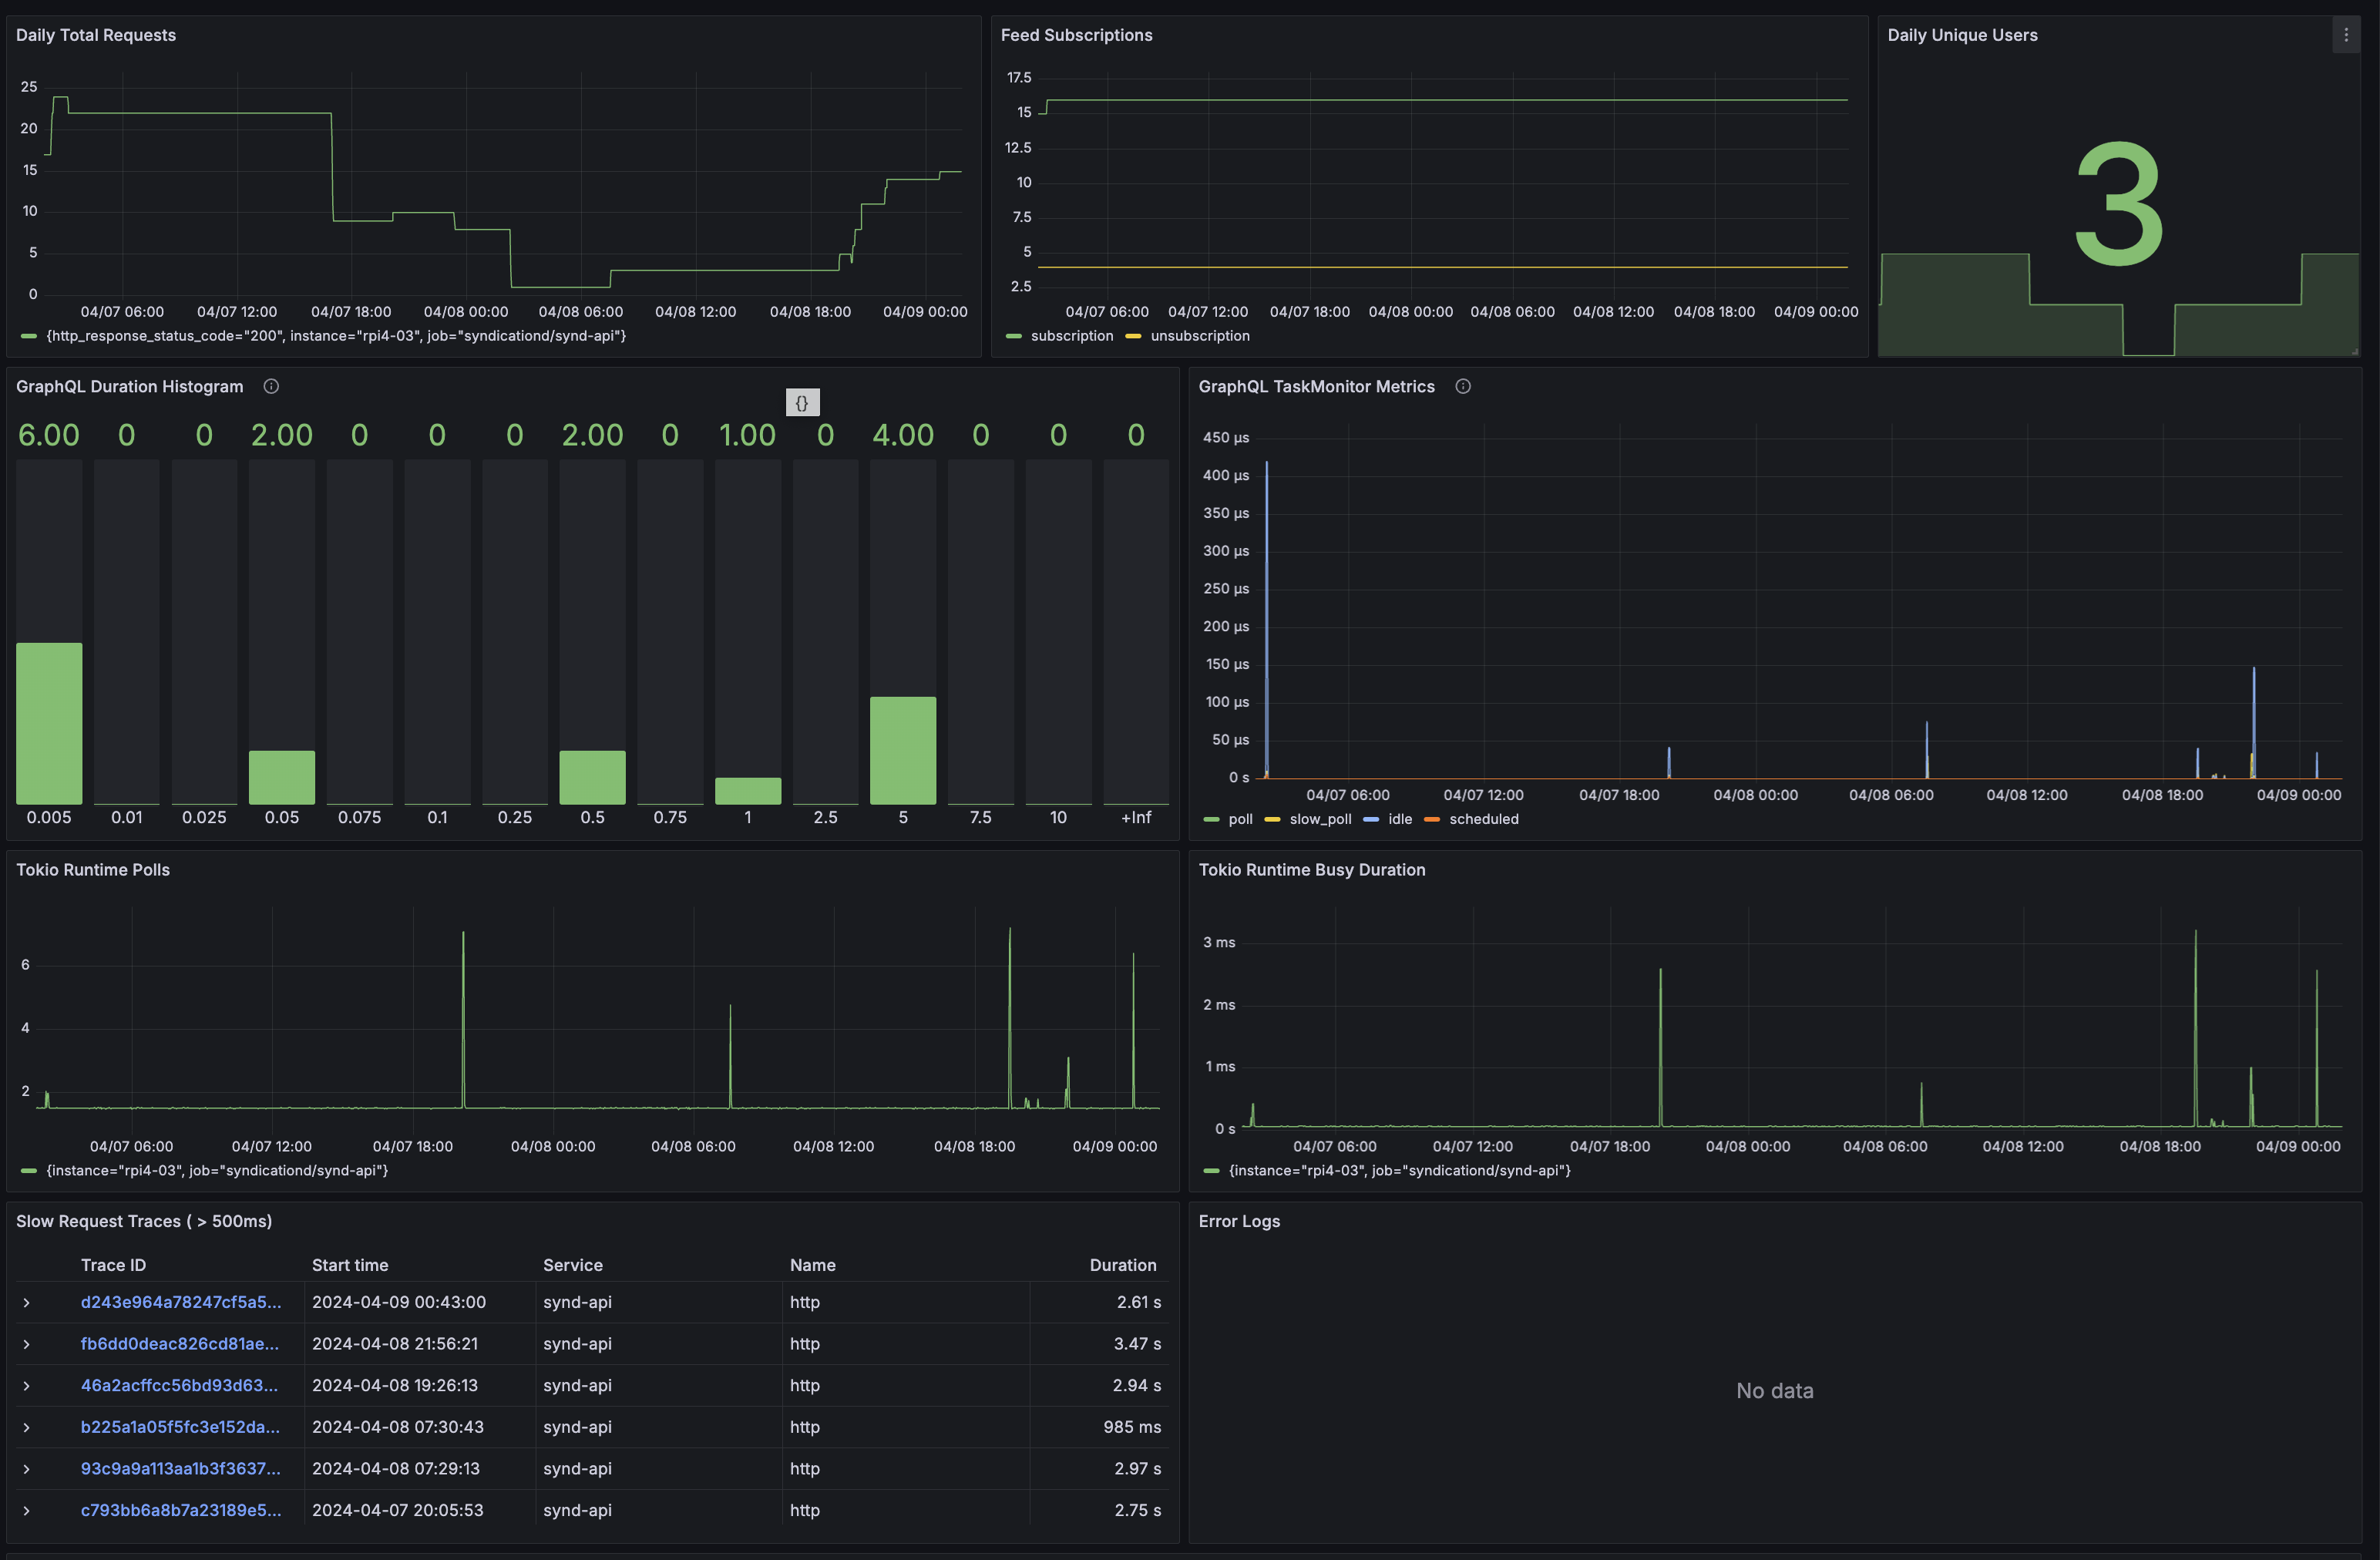 Daily Total Requests
25
20
15
10
5
0
04/07 06:00 04/07 12:00 04/07 18:00 04/08 00:00 04/08 06:00 04/08 12:00 04/08 18:00 04/09 00:00
{http_response_status_code="200", instance="rpi4-03", job="syndicationd/synd-api"}
Feed Subscriptions
17.5
15
12.5
10
7.5
5
2.5
04/07 06:00 04/07 12:00 04/07 18:00 04/08 00:00 04/08 06:00 04/08 12:00 04/08 18:00 04/09 00:00
subscription unsubscription
Daily Unique Users
3
GraphQL Duration Histogram
{}
6.00 0 0 2.00 0 0 0 2.00 0 1.00 0 4.00 0 0 0
0.005 0.01 0.025 0.05 0.075 0.1 0.25 0.5 0.75 1 2.5 5 7.5 10 +Inf
GraphQL TaskMonitor Metrics
450 µs
400 µs
350 µs
300 µs
250 µs
200 µs
150 µs
100 µs
50 µs
0 s
04/07 06:00 04/07 12:00 04/07 18:00 04/08 00:00 04/08 06:00 04/08 12:00 04/08 18:00 04/09 00:00
poll slow_poll idle scheduled
Tokio Runtime Polls
6
4
2
04/07 06:00 04/07 12:00 04/07 18:00 04/08 00:00 04/08 06:00 04/08 12:00 04/08 18:00 04/09 00:00
{instance="rpi4-03", job="syndicationd/synd-api"}
Tokio Runtime Busy Duration
3 ms
2 ms
1 ms
0 s
04/07 06:00 04/07 12:00 04/07 18:00 04/08 00:00 04/08 06:00 04/08 12:00 04/08 18:00 04/09 00:00
{instance="rpi4-03", job="syndicationd/synd-api"}
Slow Request Traces ( > 500ms)
Trace ID Start time Service Name Duration
d243e964a78247cf5a5... 2024-04-09 00:43:00 synd-api http 2.61 s
fb6dd0deac826cd81ae... 2024-04-08 21:56:21 synd-api http 3.47 s
46a2acffcc56bd93d63... 2024-04-08 19:26:13 synd-api http 2.94 s
b225a1a05f5fc3e152da... 2024-04-08 07:30:43 synd-api http 985 ms
93c9a9a113aa1b3f3637... 2024-04-08 07:29:13 synd-api http 2.97 s
c793bb6a8b7a23189e5... 2024-04-07 20:05:53 synd-api http 2.75 s
Error Logs
No data